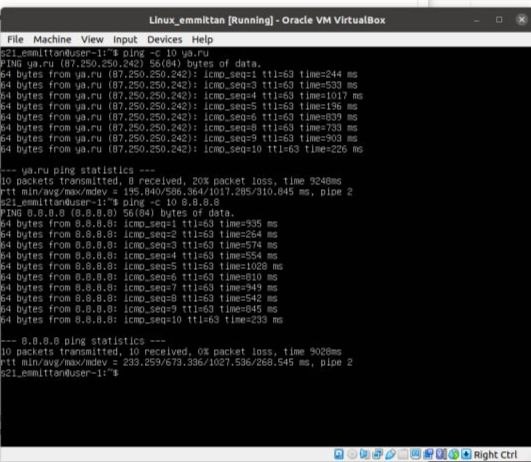 Linux_emmittan [Running] - Oracle VM VirtualBox
File Machine View Input Devices Help
s21_emmittan@user-1:~$ ping -c 10 ya.ru
PING ya.ru (87.250.250.242) 56(84) bytes of data.
64 bytes from ya.ru (87.250.250.242): icmp_seq=1 ttl=63 time=244 ms
64 bytes from ya.ru (87.250.250.242): icmp_seq=3 ttl=63 time=533 ms
64 bytes from ya.ru (87.250.250.242): icmp_seq=4 ttl=63 time=1017 ms
64 bytes from ya.ru (87.250.250.242): icmp_seq=5 ttl=63 time=196 ms
64 bytes from ya.ru (87.250.250.242): icmp_seq=6 ttl=63 time=839 ms
64 bytes from ya.ru (87.250.250.242): icmp_seq=8 ttl=63 time=733 ms
64 bytes from ya.ru (87.250.250.242): icmp_seq=9 ttl=63 time=903 ms
64 bytes from ya.ru (87.250.250.242): icmp_seq=10 ttl=63 time=226 ms
--- ya.ru ping statistics ---
10 packets transmitted, 8 received, 20% packet loss, time 9248ms
rtt min/avg/max/mdev = 195.840/586.364/1017.285/310.845 ms, pipe 2
s21_emmittan@user-1:~$ ping -c 10 8.8.8.8
PING 8.8.8.8 (8.8.8.8) 56(84) bytes of data.
64 bytes from 8.8.8.8: icmp_seq=1 ttl=63 time=935 ms
64 bytes from 8.8.8.8: icmp_seq=2 ttl=63 time=264 ms
64 bytes from 8.8.8.8: icmp_seq=3 ttl=63 time=574 ms
64 bytes from 8.8.8.8: icmp_seq=4 ttl=63 time=554 ms
64 bytes from 8.8.8.8: icmp_seq=5 ttl=63 time=1028 ms
64 bytes from 8.8.8.8: icmp_seq=6 ttl=63 time=810 ms
64 bytes from 8.8.8.8: icmp_seq=7 ttl=63 time=949 ms
64 bytes from 8.8.8.8: icmp_seq=8 ttl=63 time=542 ms
64 bytes from 8.8.8.8: icmp_seq=9 ttl=63 time=845 ms
64 bytes from 8.8.8.8: icmp_seq=10 ttl=63 time=233 ms
--- 8.8.8.8 ping statistics ---
10 packets transmitted, 10 received, 0% packet loss, time 9028ms
rtt min/avg/max/mdev = 233.259/673.336/1027.536/268.545 ms, pipe 2
s21_emmittan@user-1:~$
Right Ctrl